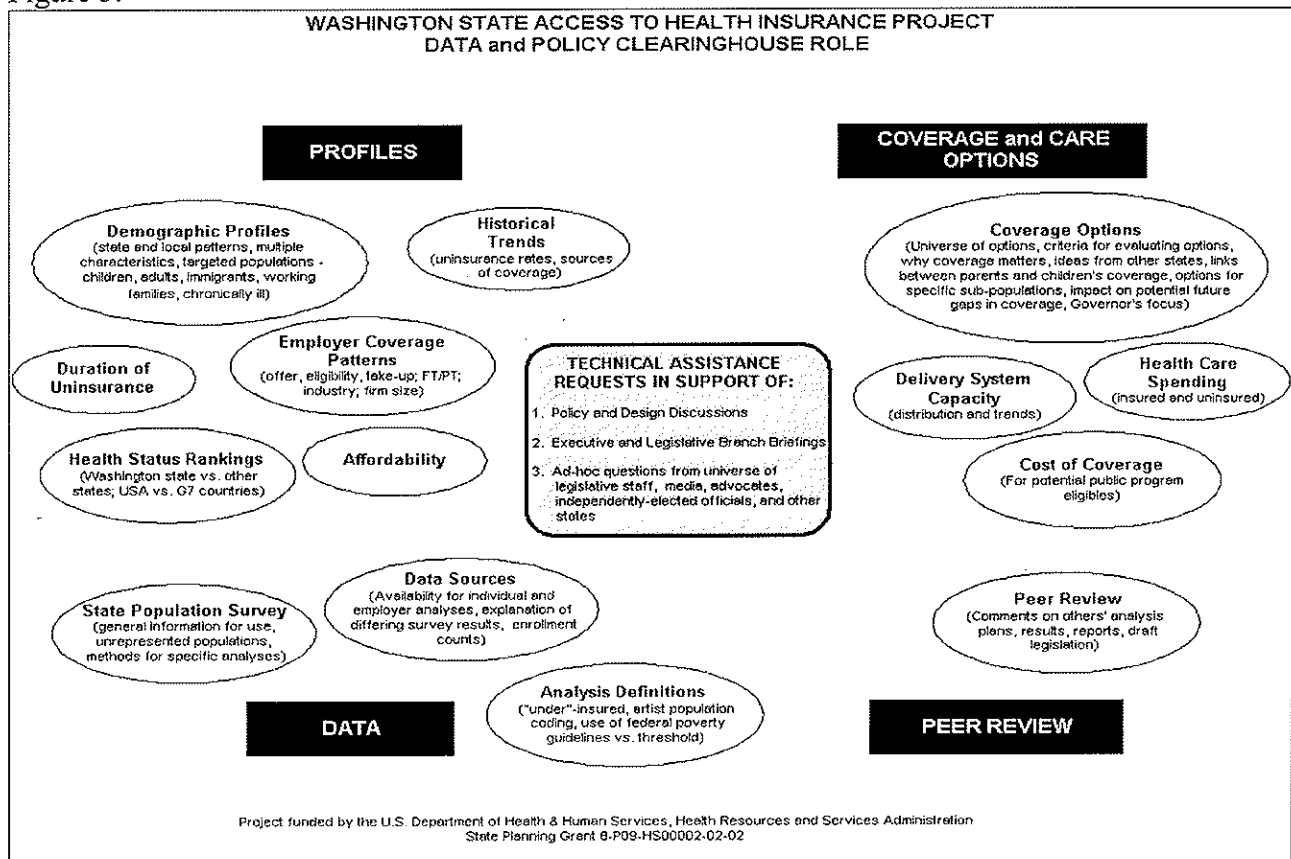 WASHINGTON STATE ACCESS TO HEALTH INSURANCE PROJECT
DATA and POLICY CLEARINGHOUSE ROLE
PROFILES
COVERAGE and CARE
OPTIONS
Demographic Profiles
(state and local patterns, multiple
characteristics, targeted populations -
children, adults, immigrants, working
families, chronically ill)
Historical
Trends
(uninsurance rates, sources
of coverage)
Coverage Options
(Universe of options, criteria for evaluating options,
why coverage matters, ideas from other states, links
between parents and children's coverage, options for
specific sub-populations, impact on potential future
gaps in coverage, Governor's focus)
Duration of
Uninsurance
Employer Coverage
Patterns
(offer, eligibility, take-up; FT/PT;
industry; firm size)
TECHNICAL ASSISTANCE
REQUESTS IN SUPPORT OF:
1. Policy and Design Discussions
2. Executive and Legislative Branch Briefings
3. Ad-hoc questions from universe of
legislative staff, media, advocates,
independently-elected officials, and other
states
Delivery System
Capacity
(distribution and trends)
Health Care
Spending
(insured and uninsured)
Health Status Rankings
(Washington state vs. other
states; USA vs. G7 countries)
Affordability
Cost of Coverage
(For potential public program
eligibles)
State Population Survey
(general information for use,
unrepresented populations,
methods for specific analyses)
Data Sources
(Availability for individual and
employer analyses, explanation of
differing survey results, enrollment
counts)
Peer Review
(Comments on others' analysis
plans, results, reports, draft
legislation)
Analysis Definitions
("under"-insured, artist population
coding, use of federal poverty
guidelines vs. threshold)
DATA
PEER REVIEW
Project funded by the U.S. Department of Health & Human Services, Health Resources and Services Administration
State Planning Grant 6-P09-HS00002-02-02